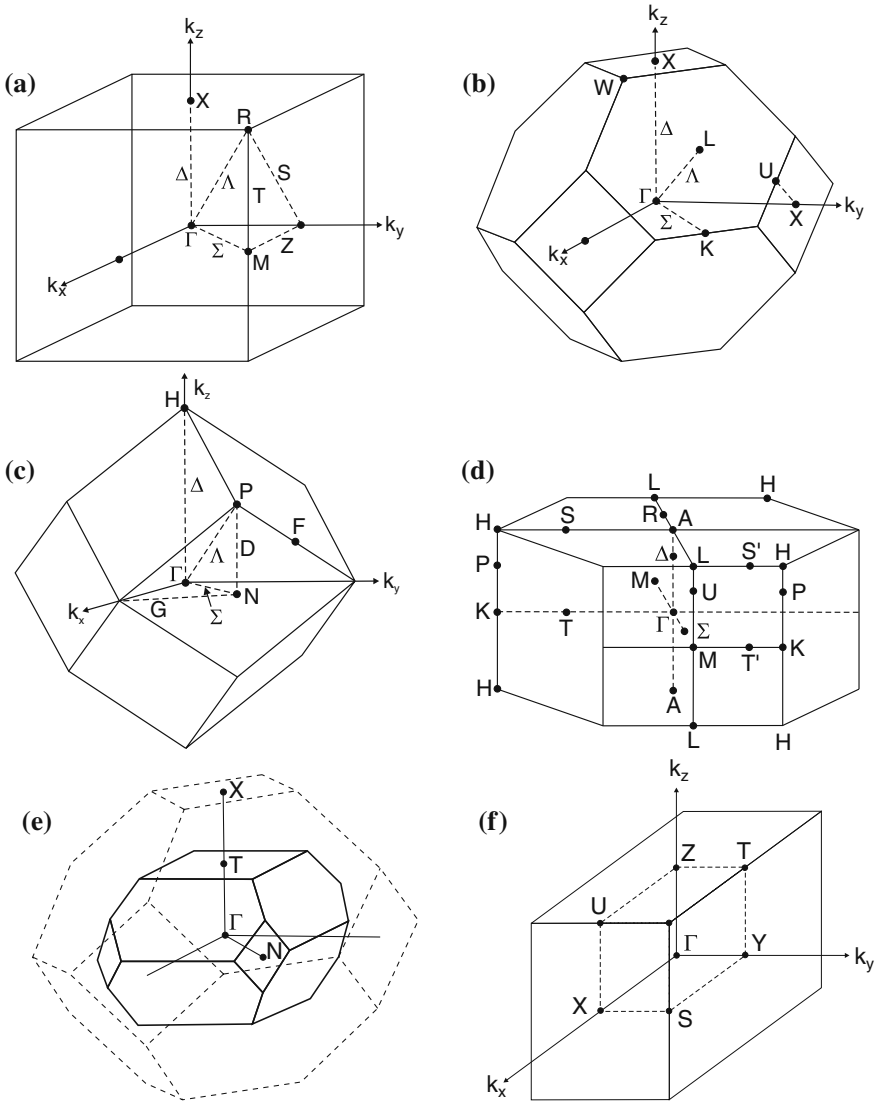 (a)
k_z
X
R
Δ
Λ
T
S
Γ
k_y
Σ
M
Z
k_x
(b)
k_z
X
W
Δ
L
Λ
U
Γ
X
k_y
Σ
K
k_x
(c)
H
k_z
Δ
P
F
Λ
D
Γ
k_y
k_x
G
N
Σ
(d)
L
H
R
H
S
A
Δ
L
S'
H
P
M
U
P
K
T
Γ
Σ
M
T'
K
H
A
L
H
(e)
X
T
Γ
N
(f)
k_z
Z
T
U
Γ
Y
k_y
X
S
k_x